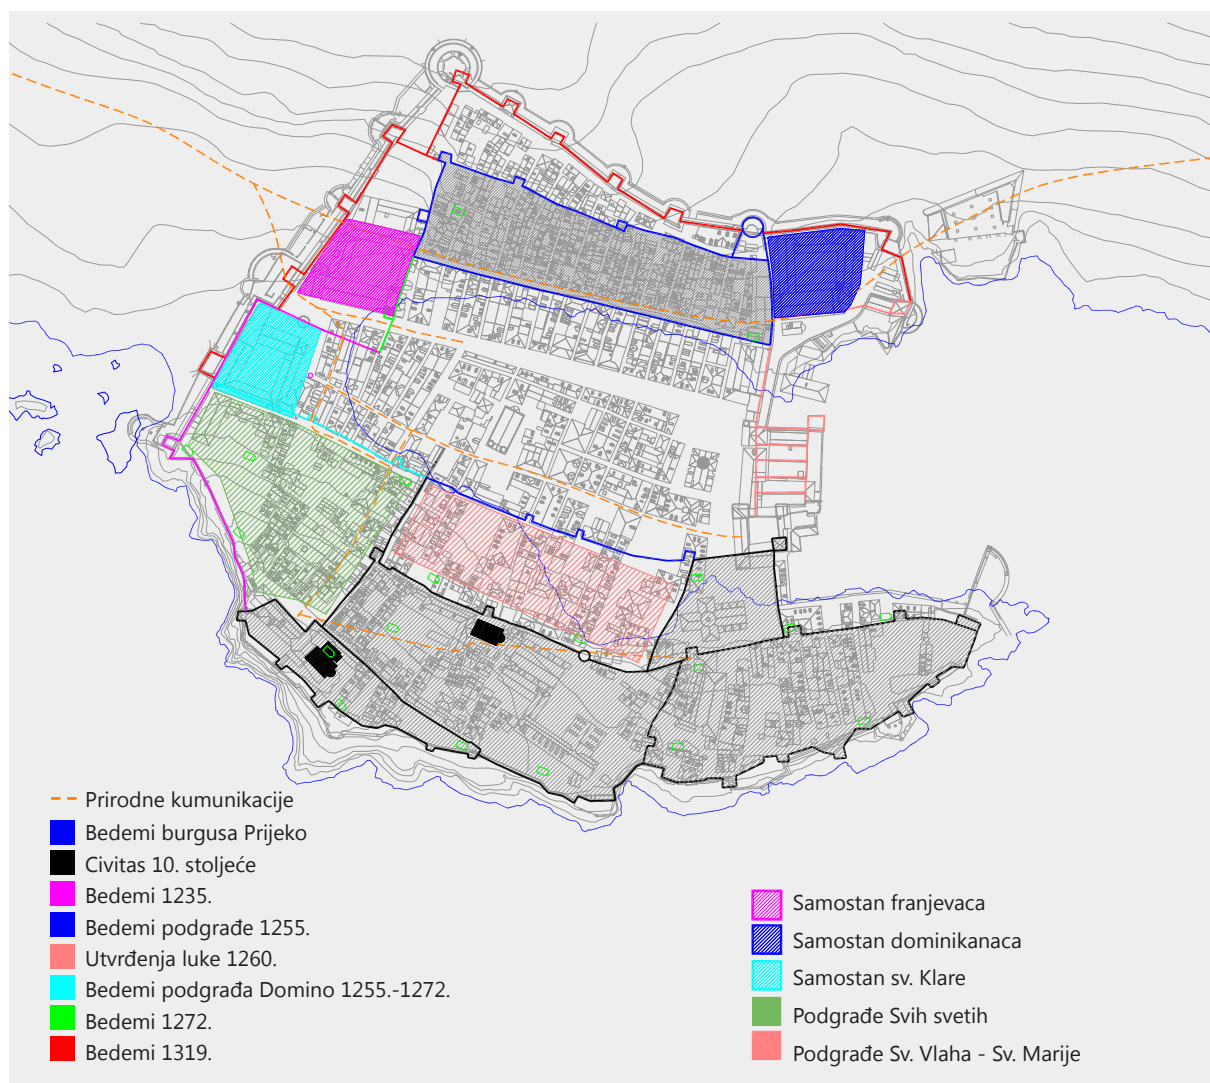 Prirodne kumunikacije
Bedemi burgusa Prijeko
Civitas 10. stoljeće
Bedemi 1235.
Bedemi podgrađe 1255.
Utvrđenja luke 1260.
Bedemi podgrađa Domino 1255.-1272.
Bedemi 1272.
Bedemi 1319.
Samostan franjevaca
Samostan dominikanaca
Samostan sv. Klare
Podgrađe Svih svetih
Podgrađe Sv. Vlaha - Sv. Marije